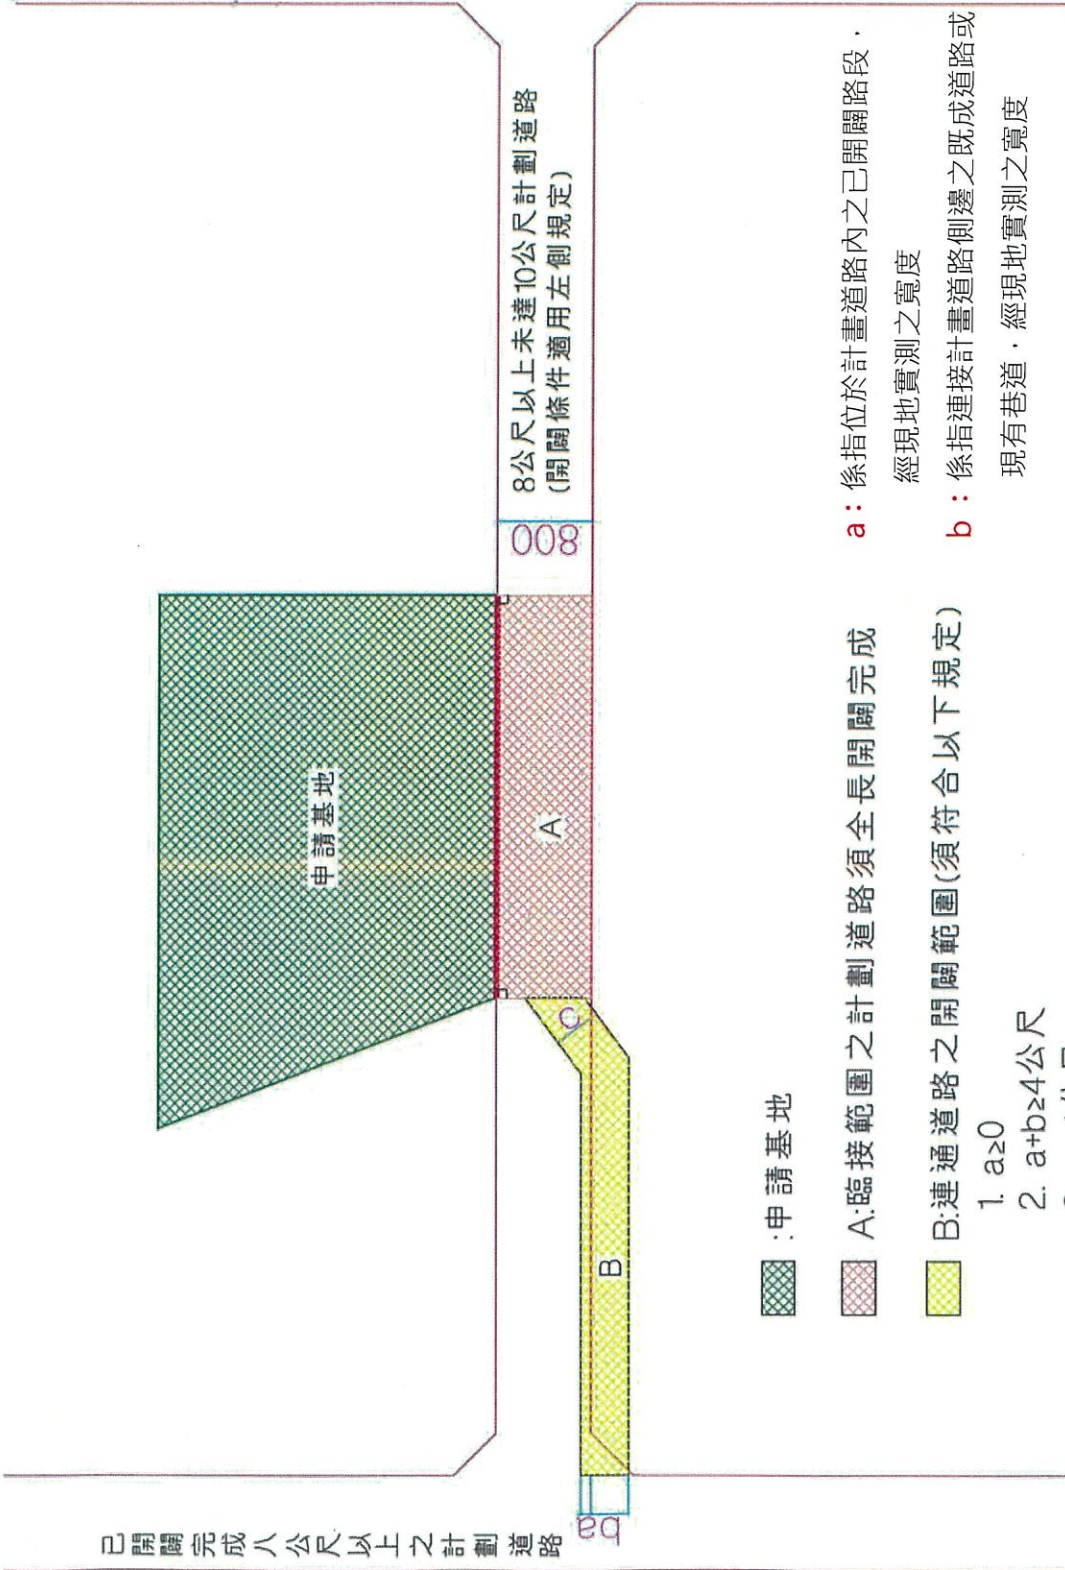 已開闢完成八公尺以上之計劃道路
申請基地
8公尺以上未達10公尺計劃道路
(開闢條件適用左側規定)
800
A
C
B
b
a
:申請基地
A:臨接範圍之計劃道路須全長開闢完成
B:連通道路之開闢範圍(須符合以下規定)
1. a≥0
2. a+b≥4公尺
a：係指位於計畫道路內之已開闢路段，
經現地實測之寬度
b：係指連接計畫道路側邊之既成道路或
現有巷道，經現地實測之寬度